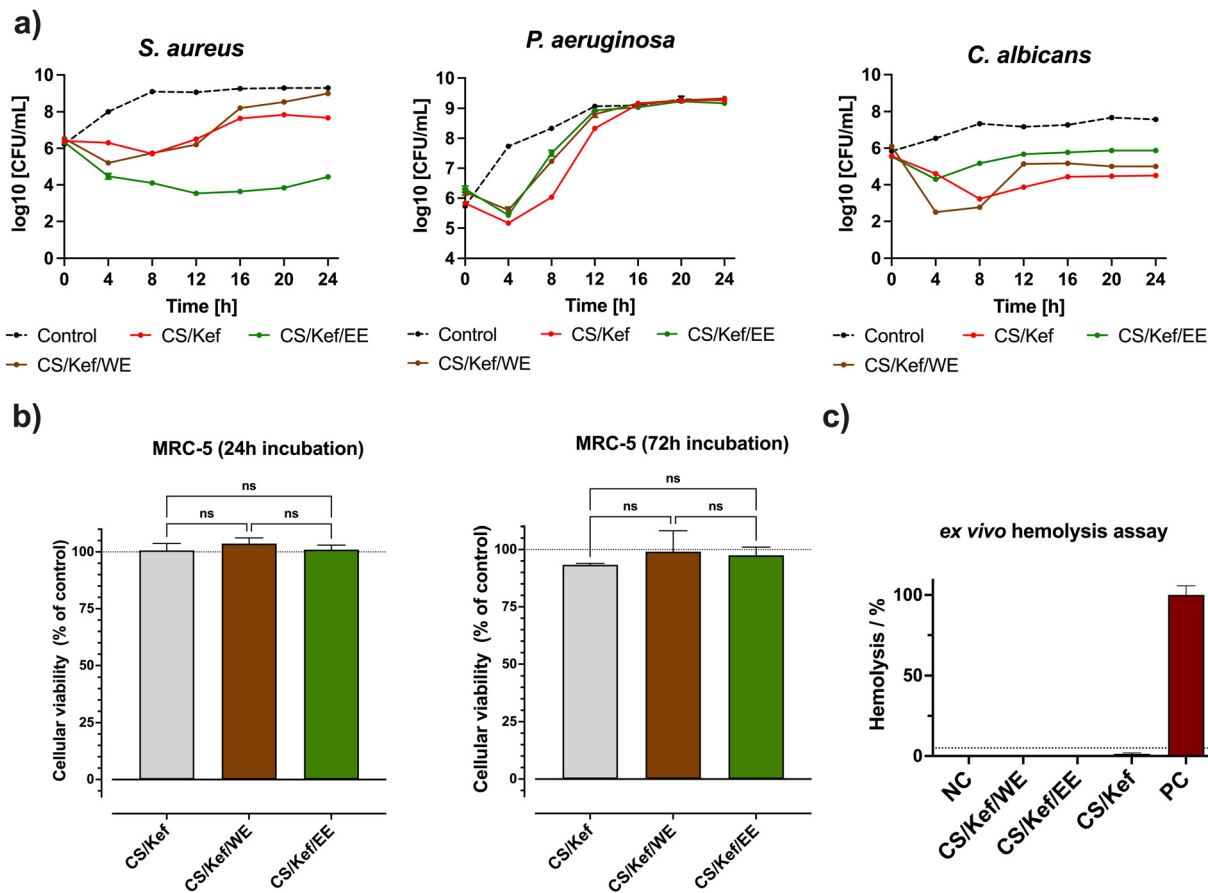 a)
S. aureus
log10 [CFU/mL]
10
8
6
4
2
0
0 4 8 12 16 20 24
Time [h]
Control CS/Kef CS/Kef/EE
CS/Kef/WE
P. aeruginosa
log10 [CFU/mL]
10
9
8
7
6
5
4
0 4 8 12 16 20 24
Time [h]
Control CS/Kef CS/Kef/EE
CS/Kef/WE
C. albicans
log10 [CFU/mL]
10
8
6
4
2
0
0 4 8 12 16 20 24
Time [h]
Control CS/Kef CS/Kef/EE
CS/Kef/WE
b)
MRC-5 (24h incubation)
ns
ns ns
Cellular viability (% of control)
100
75
50
25
0
CS/Kef
CS/Kef/WE
CS/Kef/EE
MRC-5 (72h incubation)
ns
ns ns
Cellular viability (% of control)
100
75
50
25
0
CS/Kef
CS/Kef/WE
CS/Kef/EE
c)
ex vivo hemolysis assay
Hemolysis / %
100
50
0
NC
CS/Kef/WE
CS/Kef/EE
CS/Kef
PC